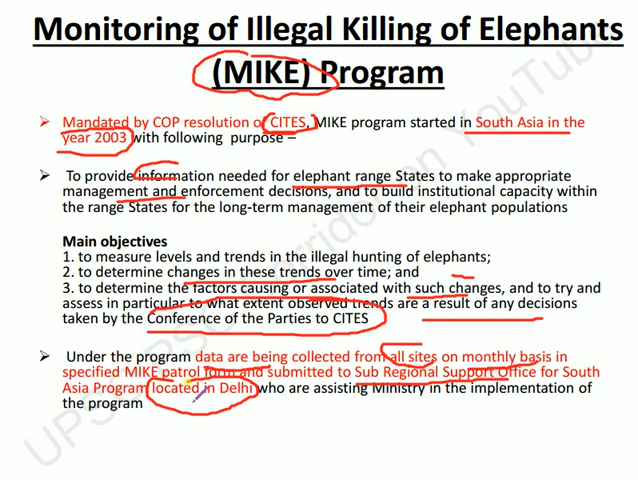 Monitoring of Illegal Killing of Elephants
(MIKE) Program
Mandated by COP resolution of CITES, MIKE program started in South Asia in the
year 2003 with following purpose –
To provide information needed for elephant range States to make appropriate
management and enforcement decisions, and to build institutional capacity within
the range States for the long-term management of their elephant populations
Main objectives
1. to measure levels and trends in the illegal hunting of elephants;
2. to determine changes in these trends over time; and
3. to determine the factors causing or associated with such changes, and to try and
assess in particular to what extent observed trends are a result of any decisions
taken by the Conference of the Parties to CITES
Under the program data are being collected from all sites on monthly basis in
specified MIKE patrol form and submitted to Sub Regional Support Office for South
Asia Program located in Delhi who are assisting Ministry in the implementation of
the program